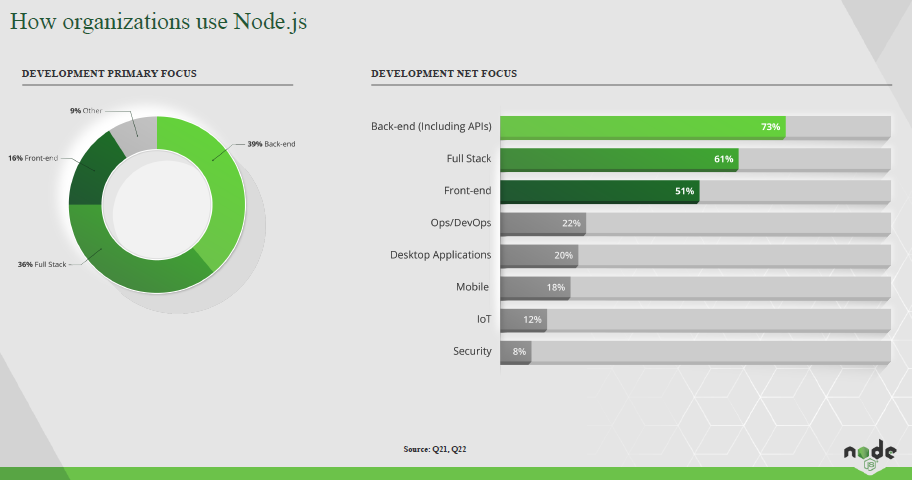 How organizations use Node.js
DEVELOPMENT PRIMARY FOCUS
9% Other
39% Back-end
16% Front-end
36% Full Stack
DEVELOPMENT NET FOCUS
Back-end (Including APIs) 73%
Full Stack 61%
Front-end 51%
Ops/DevOps 22%
Desktop Applications 20%
Mobile 18%
IoT 12%
Security 8%
Source: Q21, Q22
node
JS